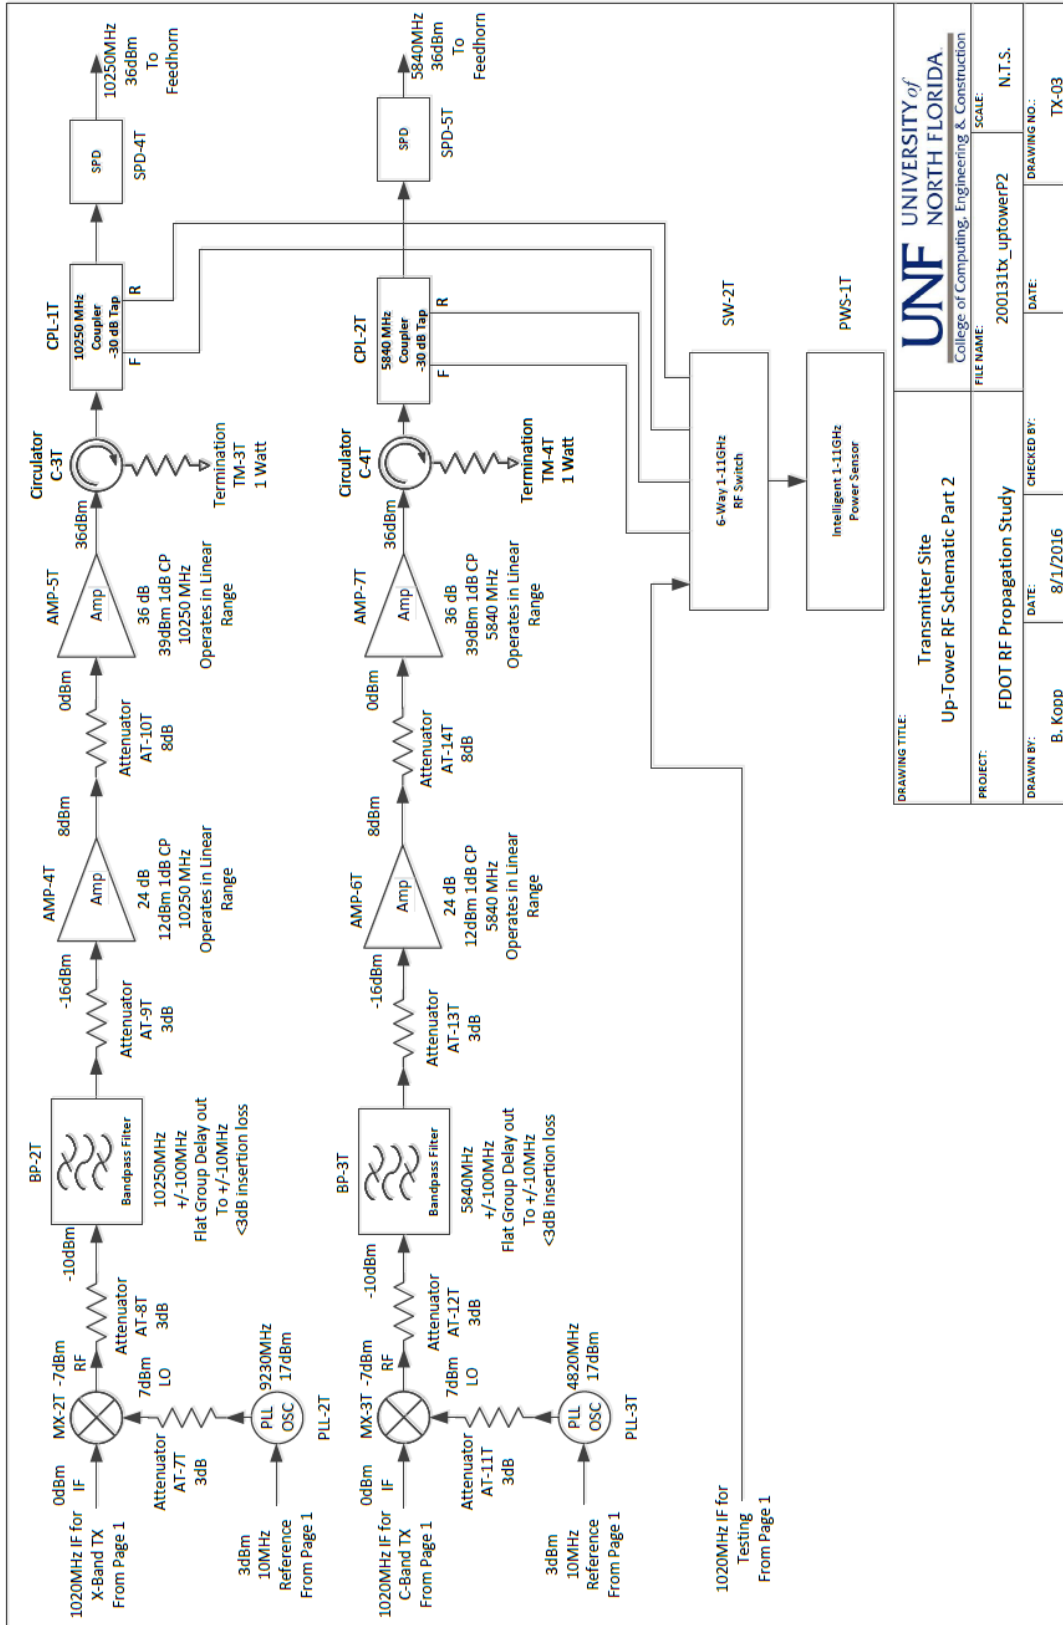 1020MHz IF for
X-Band TX
From Page 1
0dBm
IF
MX-2T
-7dBm
RF
7dBm
LO
Attenuator
AT-7T
3dB
3dBm
10MHz
Reference
From Page 1
PLL
OSC
9230MHz
17dBm
PLL-2T
Attenuator
AT-8T
3dB
-10dBm
BP-2T
Bandpass Filter
10250MHz
+/-100MHz
Flat Group Delay out
To +/-10MHz
<3dB insertion loss
Attenuator
AT-9T
3dB
-16dBm
AMP-4T
Amp
24 dB
12dBm 1dB CP
10250 MHz
Operates in Linear
Range
8dBm
Attenuator
AT-10T
8dB
0dBm
AMP-5T
Amp
36 dB
39dBm 1dB CP
10250 MHz
Operates in Linear
Range
36dBm
Circulator
C-3T
Termination
TM-3T
1 Watt
CPL-1T
10250 MHz
Coupler
-30 dB Tap
F
R
SPD
SPD-4T
10250MHz
36dBm
To
Feedhorn
1020MHz IF for
C-Band TX
From Page 1
0dBm
IF
MX-3T
-7dBm
RF
7dBm
LO
Attenuator
AT-11T
3dB
3dBm
10MHz
Reference
From Page 1
PLL
OSC
4820MHz
17dBm
PLL-3T
Attenuator
AT-12T
3dB
-10dBm
BP-3T
Bandpass Filter
5840MHz
+/-100MHz
Flat Group Delay out
To +/-10MHz
<3dB insertion loss
Attenuator
AT-13T
3dB
-16dBm
AMP-6T
Amp
24 dB
12dBm 1dB CP
5840 MHz
Operates in Linear
Range
8dBm
Attenuator
AT-14T
8dB
0dBm
AMP-7T
Amp
36 dB
39dBm 1dB CP
5840 MHz
Operates in Linear
Range
36dBm
Circulator
C-4T
Termination
TM-4T
1 Watt
CPL-2T
5840 MHz
Coupler
-30 dB Tap
F
R
SPD
SPD-5T
5840MHz
36dBm
To
Feedhorn
1020MHz IF for
Testing
From Page 1
6-Way 1-11GHz
RF Switch
SW-2T
Intelligent 1-11GHz
Power Sensor
PWS-1T
DRAWING TITLE:
Transmitter Site
Up-Tower RF Schematic Part 2
UNF UNIVERSITY of
NORTH FLORIDA.
College of Computing, Engineering & Construction
PROJECT:
FDOT RF Propagation Study
FILE NAME:
200131tx_uptowerP2
SCALE:
N.T.S.
DRAWN BY:
B. Kopp
DATE:
8/1/2016
CHECKED BY:
DATE:
DRAWING NO.:
TX-03